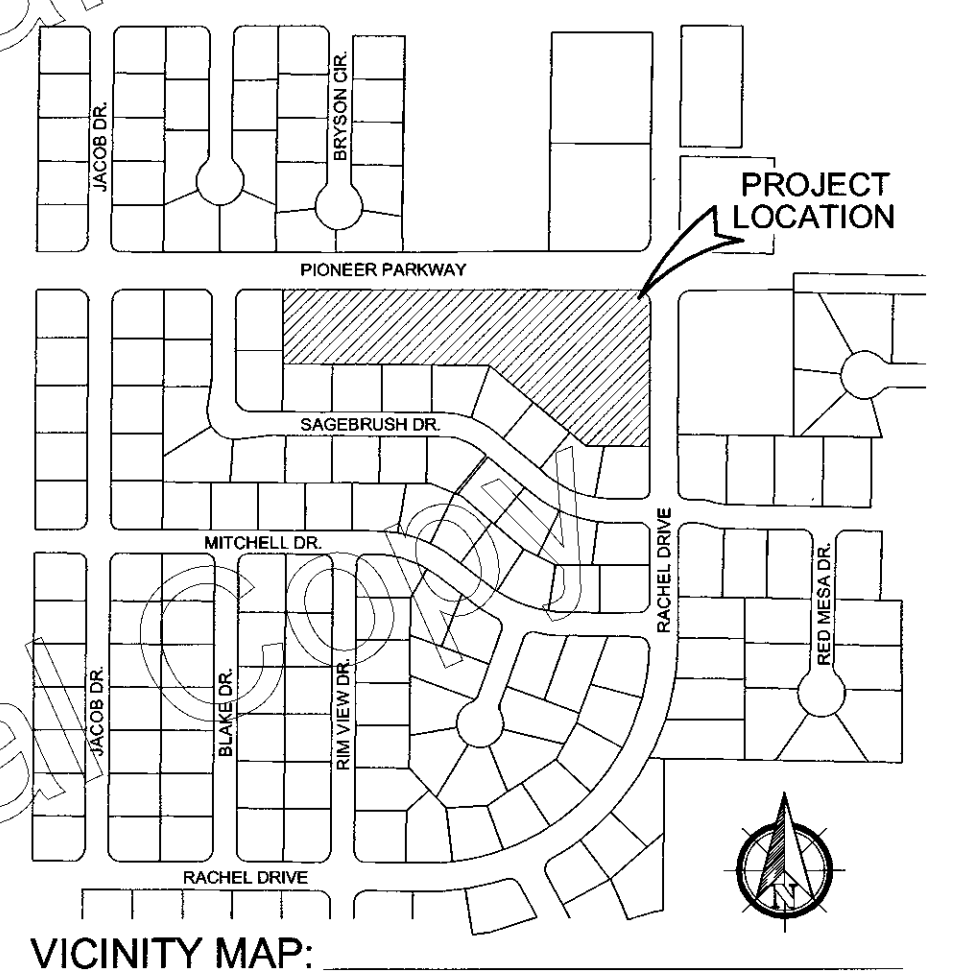 JACOB DR.
BRYSON CIR.
PROJECT
LOCATION
PIONEER PARKWAY
SAGEBRUSH DR.
MITCHELL DR.
RACHEL DRIVE
RED MESA DR.
JACOB DR.
BLAKE DR.
RIM VIEW DR.
RACHEL DRIVE
N
Copy
VICINITY MAP: